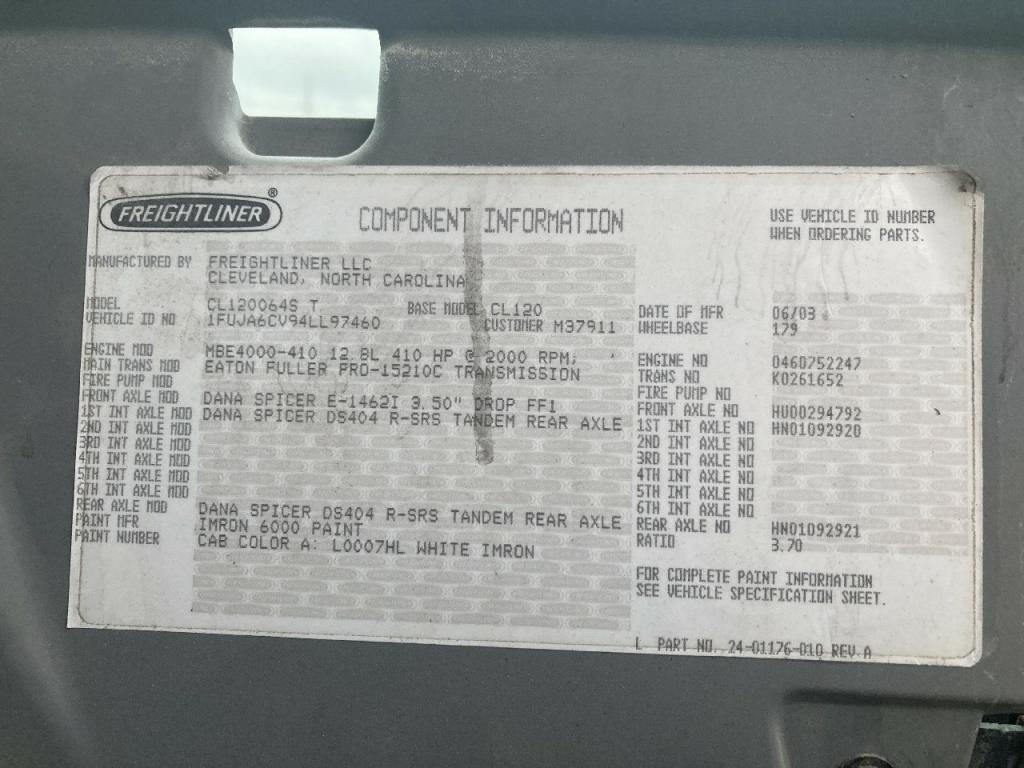 FREIGHTLINER ®
COMPONENT INFORMATION
USE VEHICLE ID NUMBER
WHEN ORDERING PARTS.
MANUFACTURED BY FREIGHTLINER LLC
CLEVELAND, NORTH CAROLINA
MODEL CL120064S T BASE MODEL CL120 DATE OF MFR 06/03
VEHICLE ID NO 1FUJA6CV94LL97460 CUSTOMER M37911 WHEELBASE 179
ENGINE MOD MBE4000-410 12.8L 410 HP @ 2000 RPM; ENGINE NO 0460752247
MAIN TRANS MOD EATON FULLER PRO-15210C TRANSMISSION TRANS NO K0261652
FIRE PUMP MOD FIRE PUMP NO
FRONT AXLE MOD DANA SPICER E-1462I 3.50" DROP FF1 FRONT AXLE NO HU00294792
1ST INT AXLE MOD DANA SPICER DS404 R-SRS TANDEM REAR AXLE 1ST INT AXLE NO HN01092920
2ND INT AXLE MOD 2ND INT AXLE NO
3RD INT AXLE MOD 3RD INT AXLE NO
4TH INT AXLE MOD 4TH INT AXLE NO
5TH INT AXLE MOD 5TH INT AXLE NO
6TH INT AXLE MOD 6TH INT AXLE NO
REAR AXLE MOD DANA SPICER DS404 R-SRS TANDEM REAR AXLE REAR AXLE NO HN01092921
PAINT MFR IMRON 6000 PAINT RATIO 3.70
PAINT NUMBER CAB COLOR A: L0007HL WHITE IMRON
FOR COMPLETE PAINT INFORMATION
SEE VEHICLE SPECIFICATION SHEET.
L PART NO. 24-01176-010 REV A